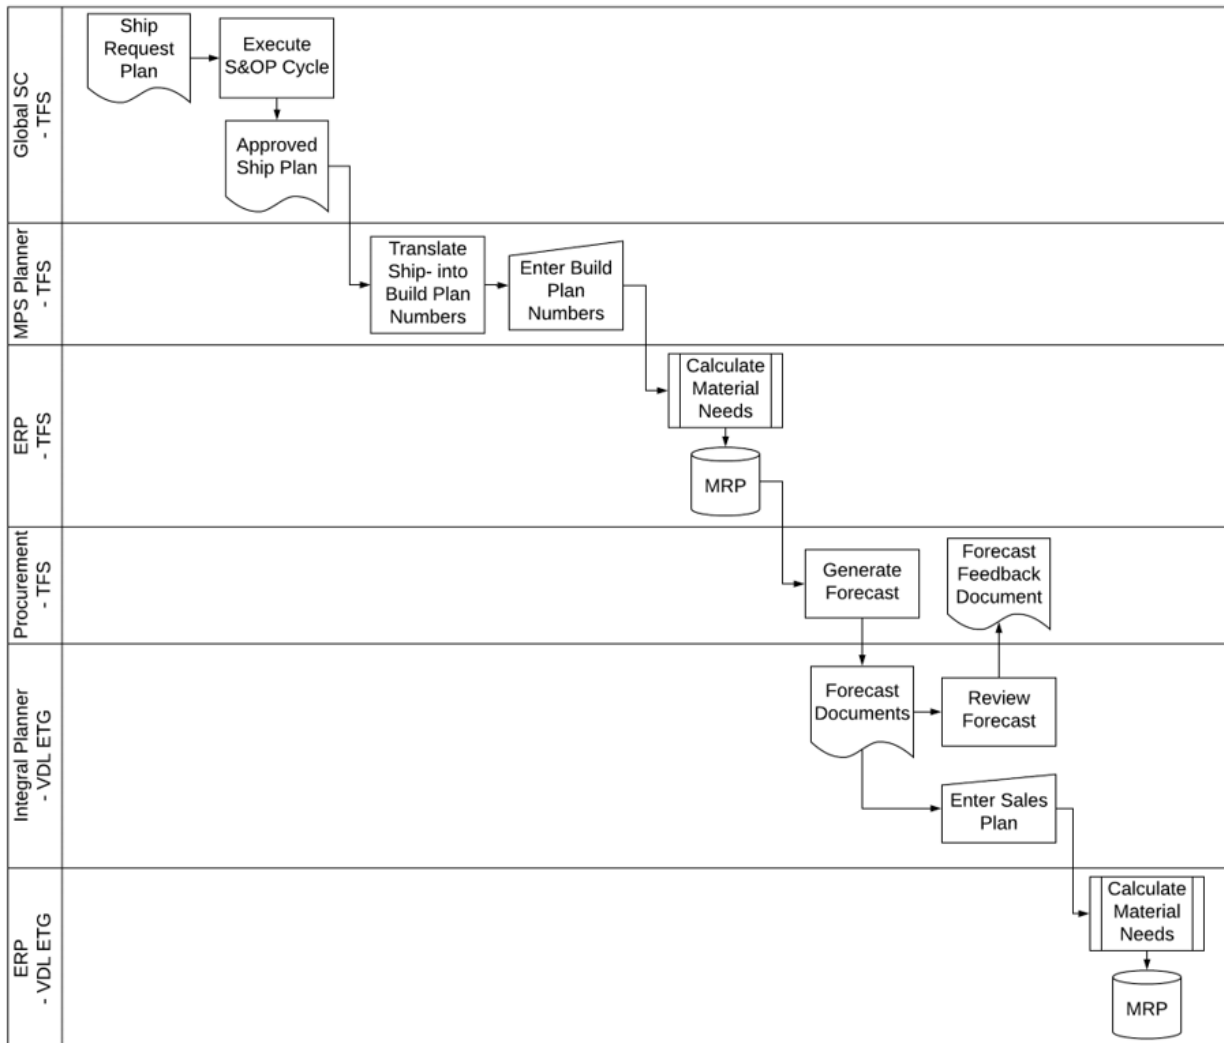 Global SC
- TFS
Ship
Request
Plan
Execute
S&OP Cycle
Approved
Ship Plan
MPS Planner
- TFS
Translate
Ship- into
Build Plan
Numbers
Enter Build
Plan
Numbers
ERP
- TFS
Calculate
Material
Needs
MRP
Procurement
- TFS
Generate
Forecast
Forecast
Feedback
Document
Integral Planner
- VDL ETG
Forecast
Documents
Review
Forecast
Enter Sales
Plan
ERP
- VDL ETG
Calculate
Material
Needs
MRP